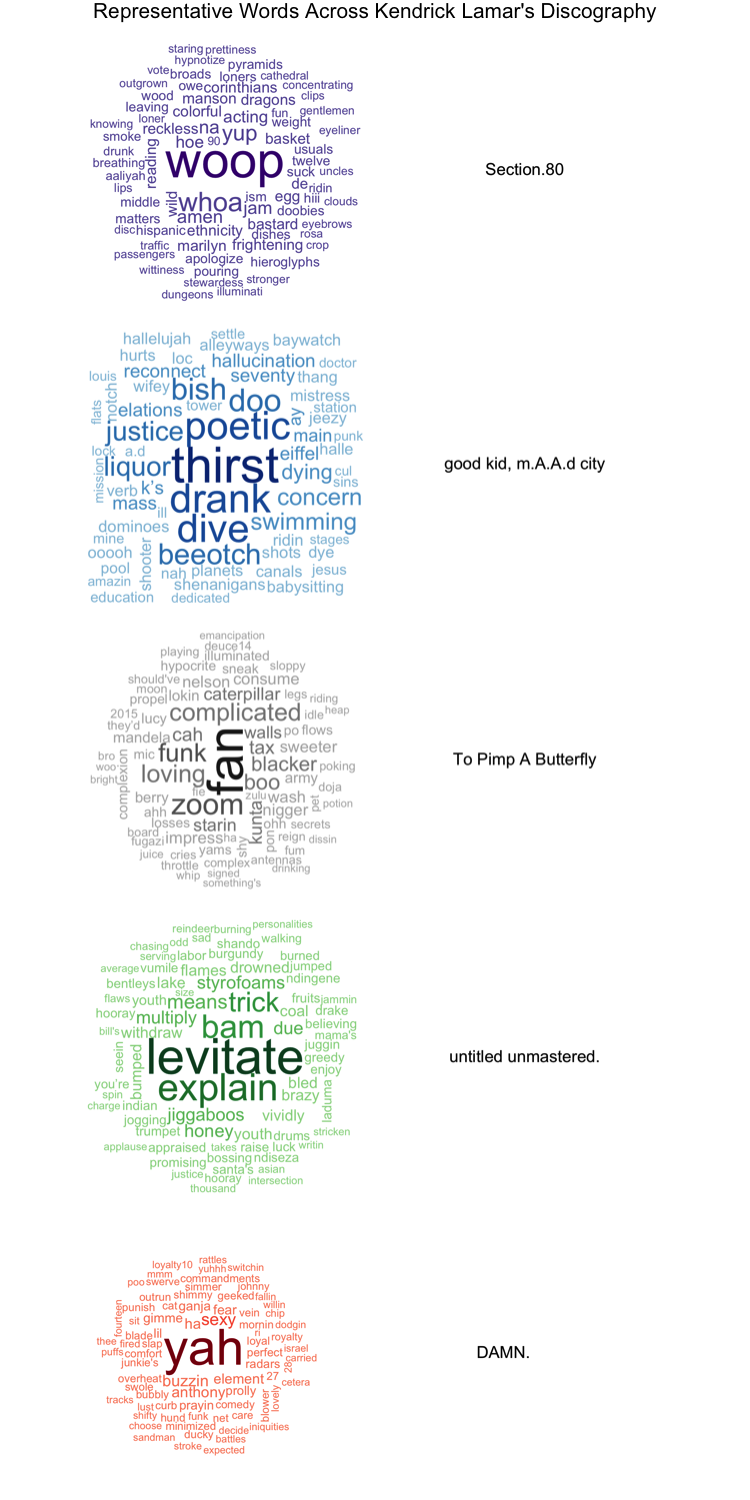 Representative Words Across Kendrick Lamar's Discography
staring prettiness
hypnotize pyramids
vote broads loners cathedral
outgrown owe corinthians concentrating
wood manson dragons clips
leaving colorful acting fun gentlemen
knowing loner reckless na yup weight eyeliner
smoke hoe 90 basket
drunk usuals
breathing reading woop twelve
aaliyah suck uncles
lips de ridin
middle wild whoa jsm egg hiii clouds
matters amen jam doobies
disc hispanic ethnicity bastard eyebrows
dishes rosa
traffic marilyn frightening crop
passengers apologize hieroglyphs
wittiness pouring
stewardess stronger
dungeons illuminati
Section.80
hallelujah settle
alleyways baywatch
hurts loc hallucination doctor
reconnect seventy thang
louis wifey bish doo mistress
notch elations tower ay station
flats jeezy
justice poetic main punk
lock a.d eiffel halle
mission liquor thirst dying cul
sins
verb k's drank concern
mass ill
dominoes dive swimming
mine ridin stages
ooooh shooter beeotch shots dye
pool nah planets canals jesus
amazin shenanigans babysitting
education dedicated
good kid, m.A.A.d city
emancipation
deuce14
playing illuminated
hypocrite sneak sloppy
should've nelson consume
moon
propel lokin caterpillar legs riding
2015 lucy complicated idle heap
they'd
mandela cah walls po flows
bro mic funk fan tax sweeter
woo blacker poking
bright complexion loving boo army
fie doja
berry zoom zulu wash pet potion
ahh kunta nigger
losses starin ohh secrets
board impress ha pon reign dissin
fugazi
juice cries yams shy fum
throttle complex antennas
whip signed drinking
something's
To Pimp A Butterfly
reindeer burning personalities
chasing odd sad shando walking
serving labor burgundy burned
average vumile flames drowned jumped
bentleys lake styrofoams ndingene
size
flaws youth means trick fruits jammin
hooray multiply coal drake
bill's withdraw bam due believing
mama's
seein bumped levitate juggin
greedy
enjoy
you're explain bled
spin brazy
charge indian laduma
jogging jiggaboos vividly
trumpet honey youth drums stricken
applause appraised takes raise luck writin
promising bossing ndiseza
justice santa's asian
hooray intersection
thousand
untitled unmastered.
rattles
loyalty10 yuhhh switchin
mmm
poo swerve commandments
simmer johnny
outrun shimmy geeked fallin
fourteen punish cat ganja fear vein willin
chip
sit gimme ha sexy mornin dodgin
ri
thee blade lil loyal royalty
fired slap yah israel
puffs comfort perfect carried
junkie's radars 28
overheat buzzin element 27 cetera
swole
bubbly anthony prolly
tracks lust curb prayin comedy blower lovely
shifty hund funk net care
choose minimized decide iniquities
sandman ducky battles
stroke expected
DAMN.